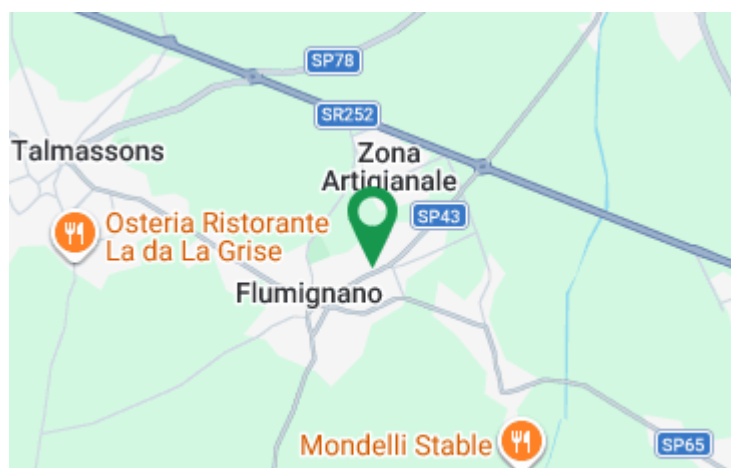 SP78
SR252
Talmassons
Zona
Artigianale
SP43
Osteria Ristorante
La da La Grise
Flumignano
Mondelli Stable
SP65